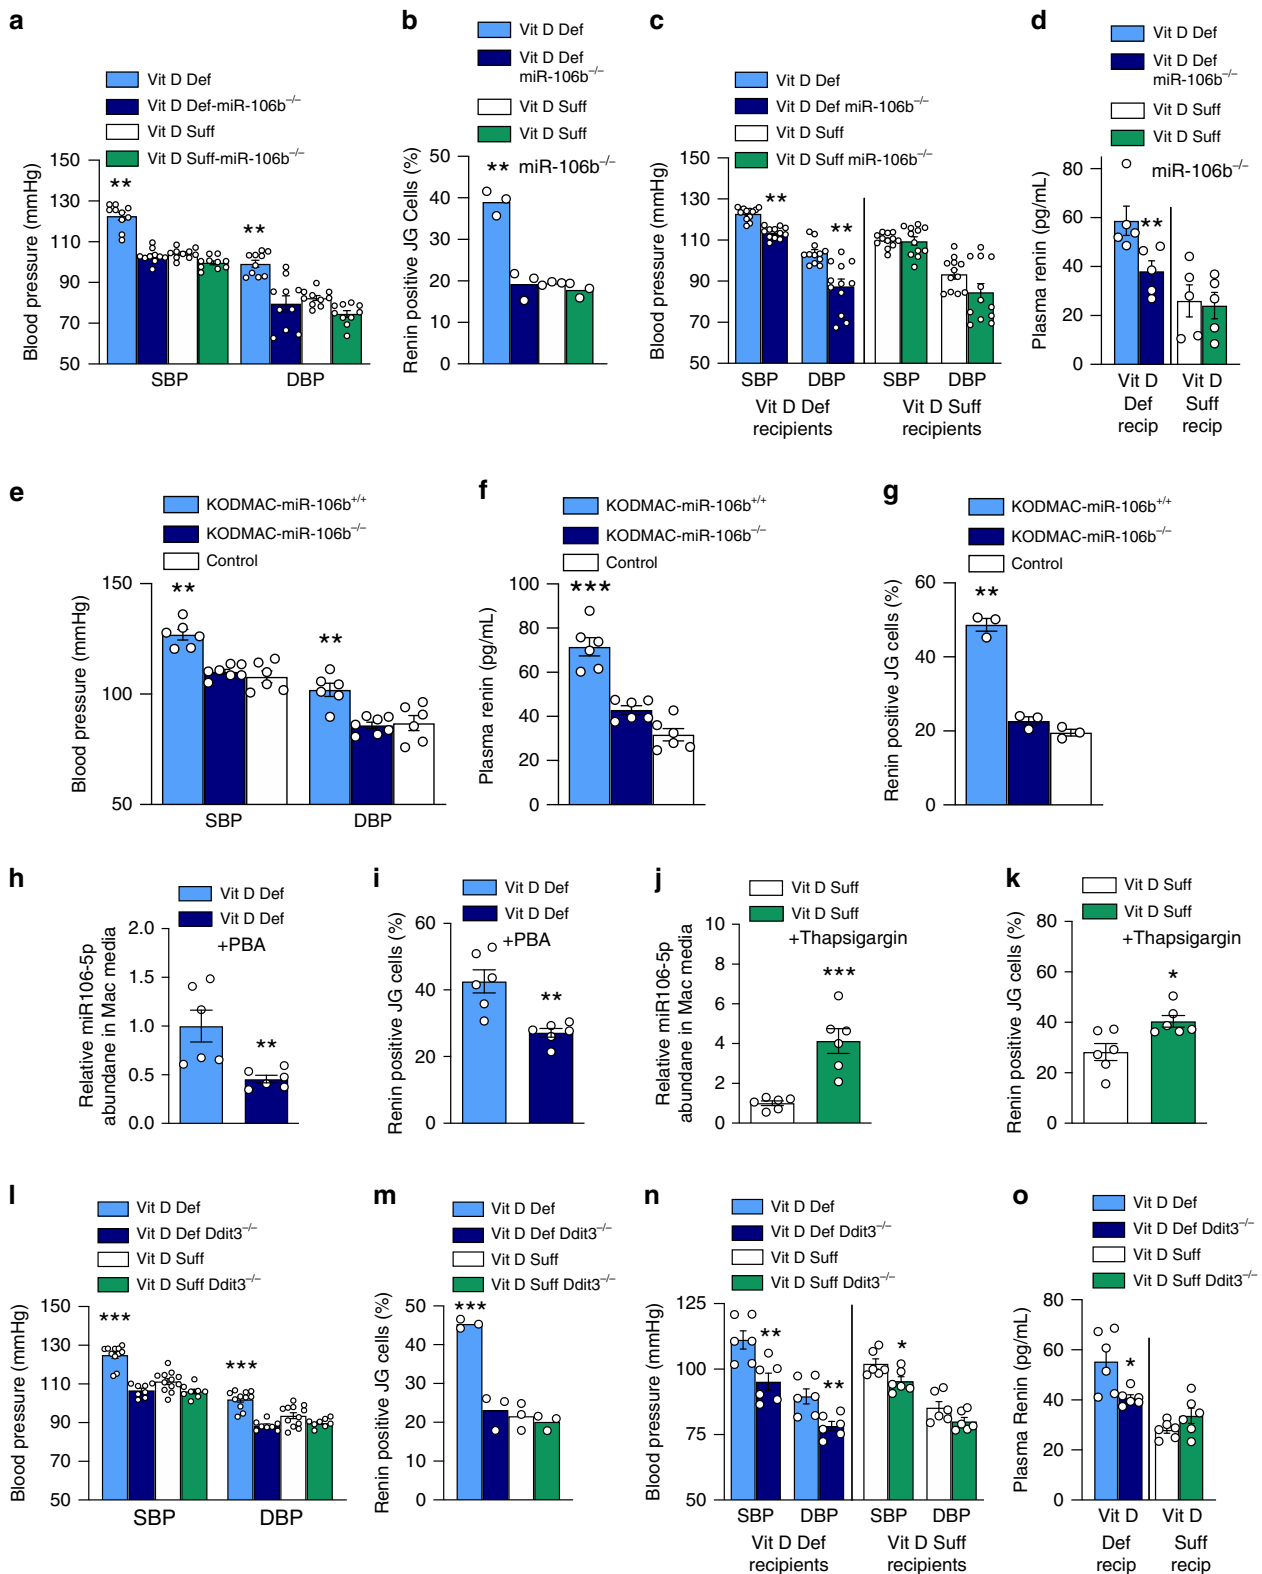 a
Vit D Def
Vit D Def-miR-106b−/−
Vit D Suff
Vit D Suff-miR-106b−/−
Blood pressure (mmHg)
150
130
110
90
70
50
**
**
SBP
DBP
b
Vit D Def
Vit D Def
miR-106b−/−
Vit D Suff
Vit D Suff
miR-106b−/−
Renin positive JG Cells (%)
50
40
30
20
10
0
**
c
Vit D Def
Vit D Def miR-106b−/−
Vit D Suff
Vit D Suff miR-106b−/−
Blood pressure (mmHg)
150
130
110
90
70
50
**
**
SBP
DBP
SBP
DBP
Vit D Def
recipients
Vit D Suff
recipients
d
Vit D Def
Vit D Def
miR-106b−/−
Vit D Suff
Vit D Suff
miR-106b−/−
Plasma renin (pg/mL)
80
60
40
20
0
**
Vit D
Def
recip
Vit D
Suff
recip
e
KODMAC-miR-106b+/+
KODMAC-miR-106b−/−
Control
Blood pressure (mmHg)
150
100
50
**
**
SBP
DBP
f
KODMAC-miR-106b+/+
KODMAC-miR-106b−/−
Control
Plasma renin (pg/mL)
100
80
60
40
20
0
***
g
KODMAC-miR-106b+/+
KODMAC-miR-106b−/−
Control
Renin positive JG cells (%)
60
40
20
0
**
h
Vit D Def
Vit D Def
+PBA
Relative miR106-5p
abundane in Mac media
2.0
1.5
1.0
0.5
0.0
**
i
Vit D Def
Vit D Def
+PBA
Renin positive JG cells (%)
60
40
20
0
**
j
Vit D Suff
Vit D Suff
+Thapsigargin
Relative miR106-5p
abundane in Mac media
10
8
6
4
2
0
***
k
Vit D Suff
Vit D Suff
+Thapsigargin
Renin positive JG cells (%)
80
60
40
20
0
*
l
Vit D Def
Vit D Def Ddit3−/−
Vit D Suff
Vit D Suff Ddit3−/−
Blood pressure (mmHg)
150
130
110
90
70
50
***
***
SBP
DBP
m
Vit D Def
Vit D Def Ddit3−/−
Vit D Suff
Vit D Suff Ddit3−/−
Renin positive JG cells (%)
50
40
30
20
10
0
***
n
Vit D Def
Vit D Def Ddit3−/−
Vit D Suff
Vit D Suff Ddit3−/−
Blood pressure (mmHg)
125
100
75
50
**
**
*
SBP
DBP
SBP
DBP
Vit D Def
recipients
Vit D Suff
recipients
o
Vit D Def
Vit D Def Ddit3−/−
Vit D Suff
Vit D Suff Ddit3−/−
Plasma Renin (pg/mL)
80
60
40
20
0
*
Vit D
Def
recip
Vit D
Suff
recip